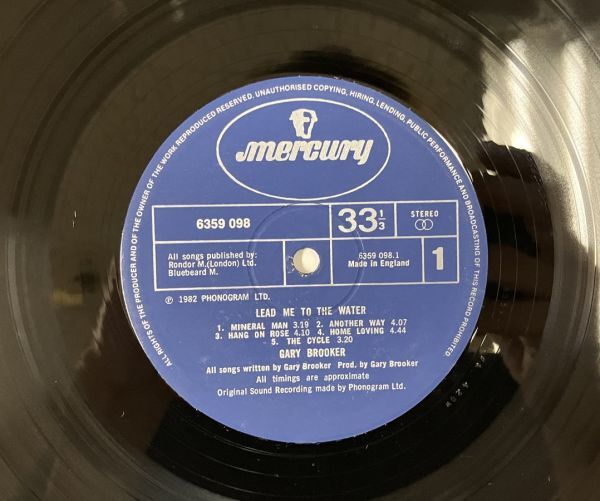 ALL RIGHTS OF THE PRODUCER AND OF THE OWNER OF THE WORK REPRODUCED RESERVED. UNAUTHORISED COPYING, HIRING, LENDING, PUBLIC PERFORMANCE AND BROADCASTING OF THIS RECORD PROHIBITED
mercury
6359 098
33 1/3
STEREO
All songs published by:
Rondor M.(London) Ltd.
Bluebeard M.
6359 098.1
Made in England
1
℗ 1982 PHONOGRAM LTD.
LEAD ME TO THE WATER
1. MINERAL MAN 3.19 2. ANOTHER WAY 4.07
3. HANG ON ROSE 4.10 4. HOME LOVING 4.44
5. THE CYCLE 3.20
GARY BROOKER
All songs written by Gary Brooker Prod. by Gary Brooker
All timings are approximate
Original Sound Recording made by Phonogram Ltd.